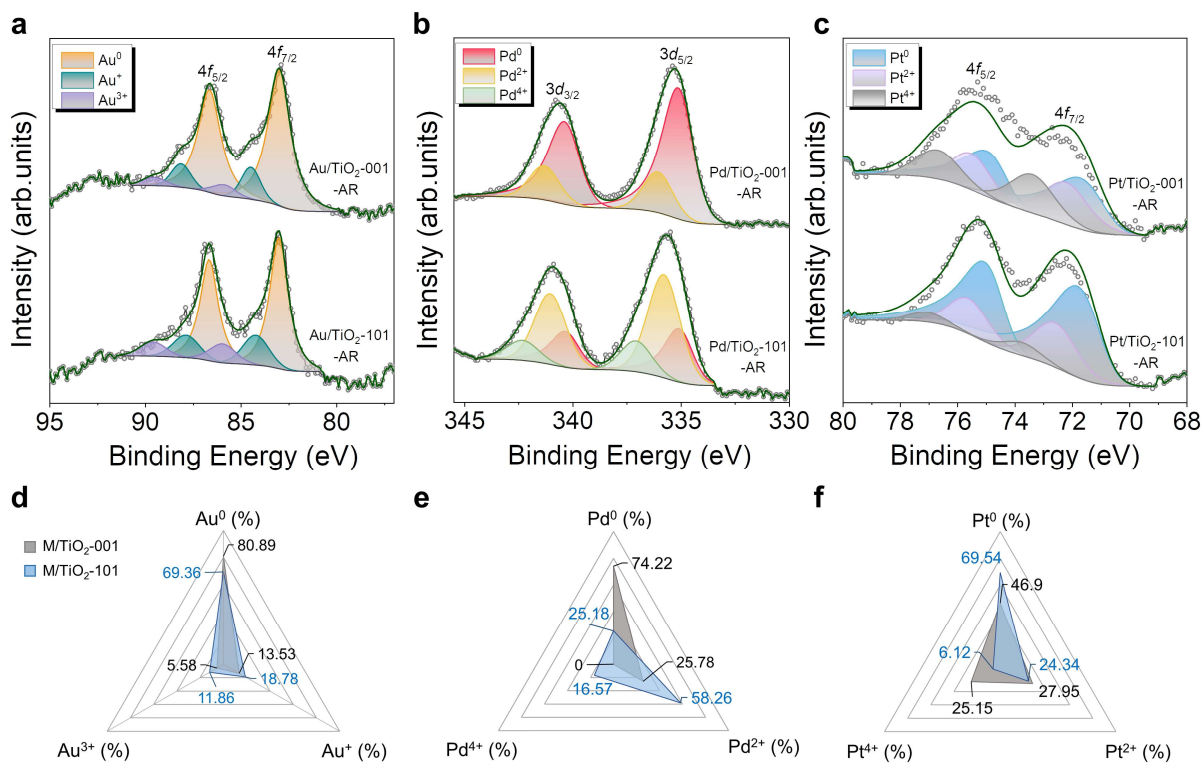 a
Au⁰
Au⁺
Au³⁺
4f₅/₂
4f₇/₂
Au/TiO₂-001
-AR
Au/TiO₂-101
-AR
Intensity (arb.units)
95 90 85 80
Binding Energy (eV)
b
Pd⁰
Pd²⁺
Pd⁴⁺
3d₃/₂
3d₅/₂
Pd/TiO₂-001
-AR
Pd/TiO₂-101
-AR
Intensity (arb.units)
345 340 335 330
Binding Energy (eV)
c
Pt⁰
Pt²⁺
Pt⁴⁺
4f₅/₂
4f₇/₂
Pt/TiO₂-001
-AR
Pt/TiO₂-101
-AR
Intensity (arb.units)
80 78 76 74 72 70 68
Binding Energy (eV)
d
M/TiO₂-001
M/TiO₂-101
Au⁰ (%)
80.89
69.36
5.58
13.53
18.78
11.86
Au³⁺ (%)
Au⁺ (%)
e
Pd⁰ (%)
74.22
25.18
0
25.78
16.57
58.26
Pd⁴⁺ (%)
Pd²⁺ (%)
f
Pt⁰ (%)
69.54
46.9
6.12
24.34
27.95
25.15
Pt⁴⁺ (%)
Pt²⁺ (%)